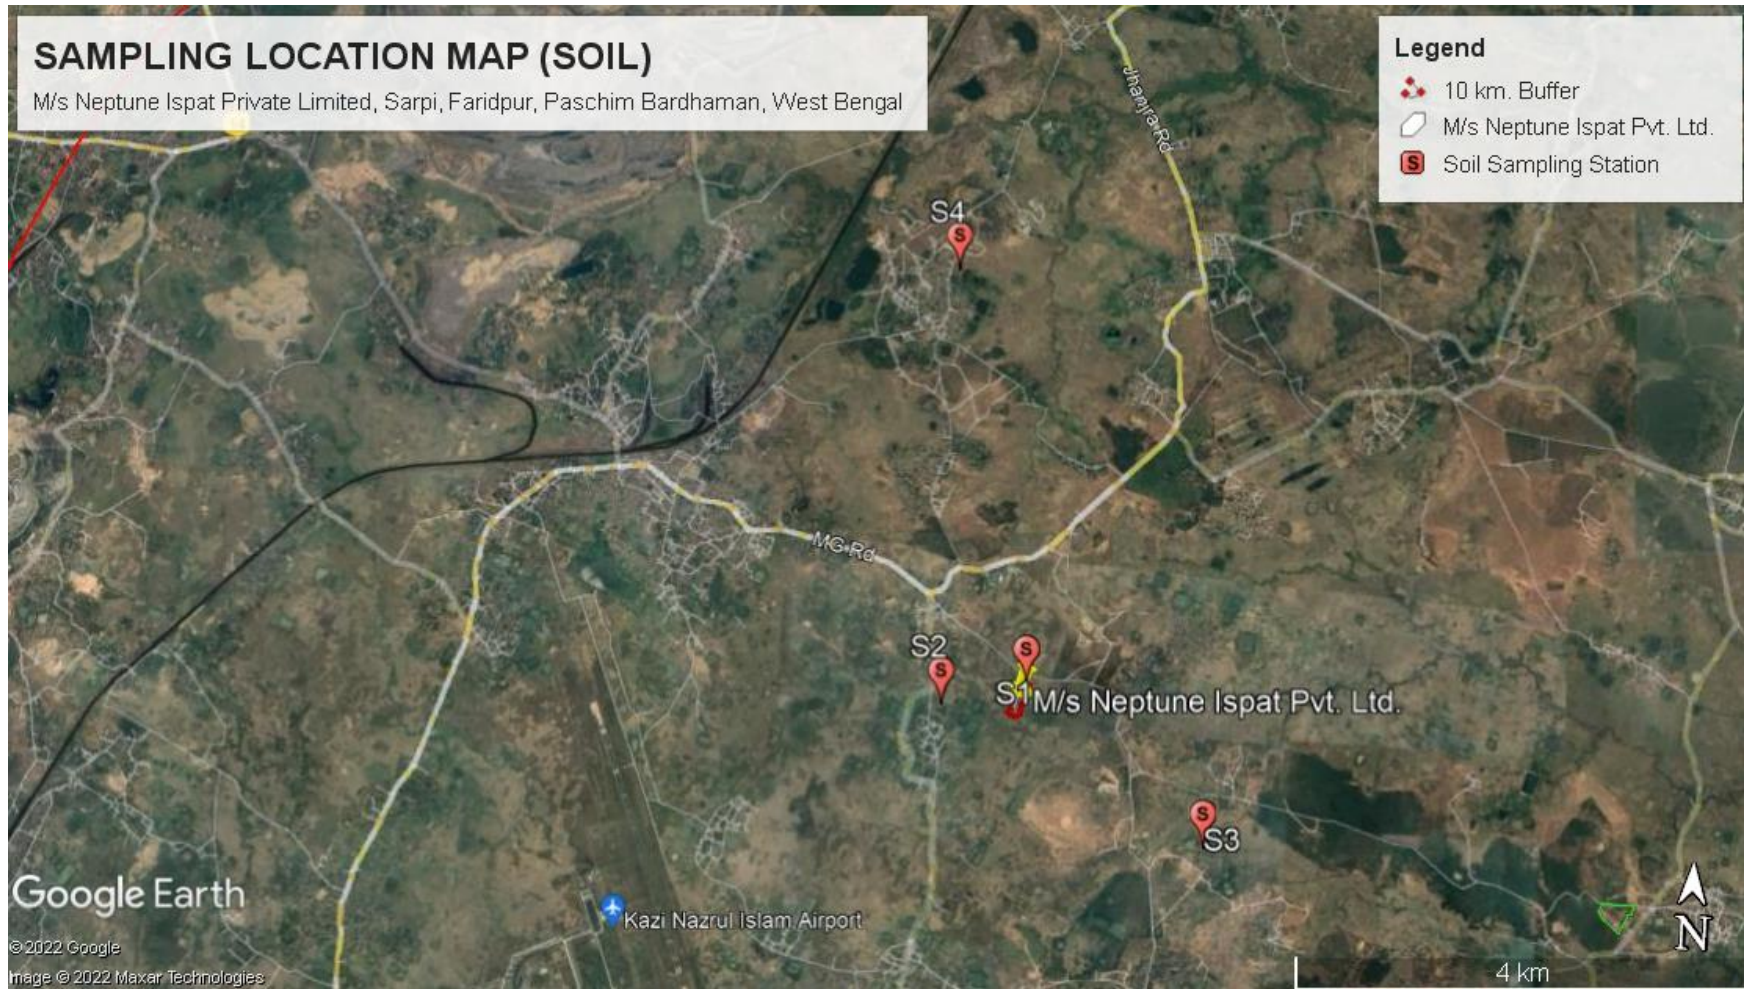 SAMPLING LOCATION MAP (SOIL)
M/s Neptune Ispat Private Limited, Sarpi, Faridpur, Paschim Bardhaman, West Bengal
Legend
10 km. Buffer
M/s Neptune Ispat Pvt. Ltd.
S Soil Sampling Station
Jhamjra Rd
S4
S
MG Rd
S2
S
S
S1
M/s Neptune Ispat Pvt. Ltd.
S
S3
Google Earth
Kazi Nazrul Islam Airport
N
© 2022 Google
Image © 2022 Maxar Technologies
4 km